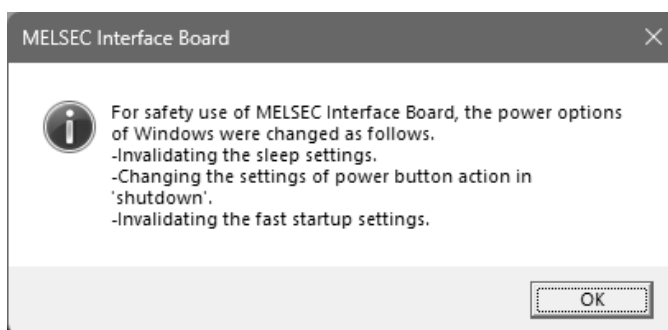 MELSEC Interface Board
For safety use of MELSEC Interface Board, the power options
of Windows were changed as follows.
-Invalidating the sleep settings.
-Changing the settings of power button action in
'shutdown'.
-Invalidating the fast startup settings.
OK